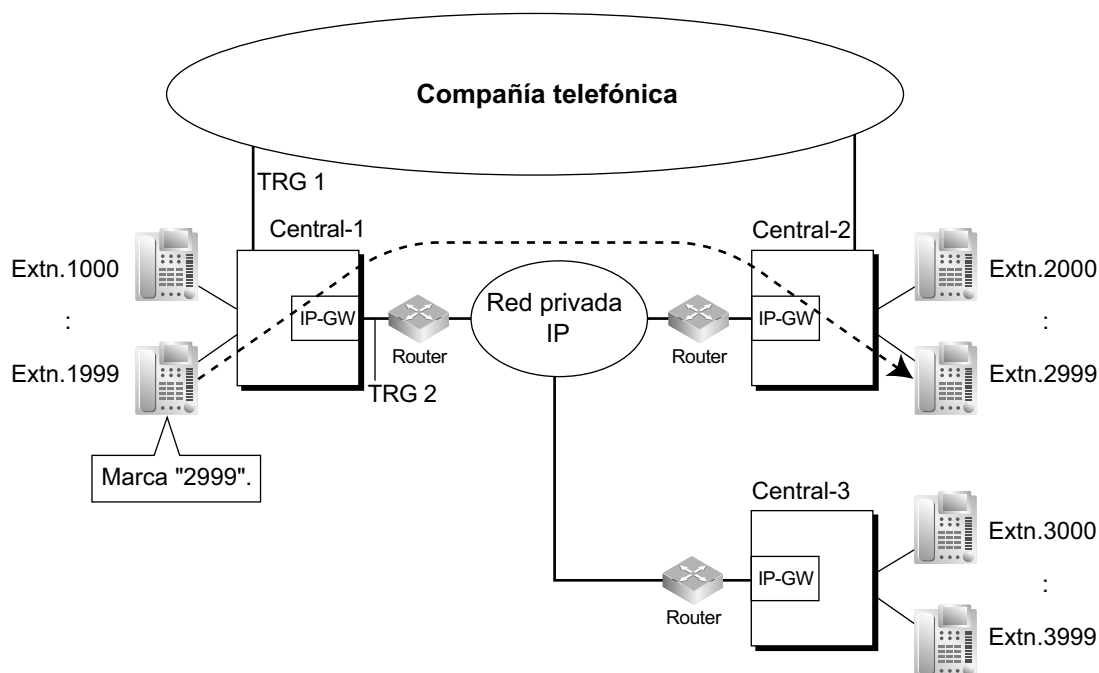 Compañía telefónica
TRG 1
Central-1
Central-2
Extn.1000
:
Extn.1999
IP-GW
Router
TRG 2
Red privada
IP
Router
IP-GW
Extn.2000
:
Extn.2999
Marca "2999".
Central-3
IP-GW
Router
Extn.3000
:
Extn.3999